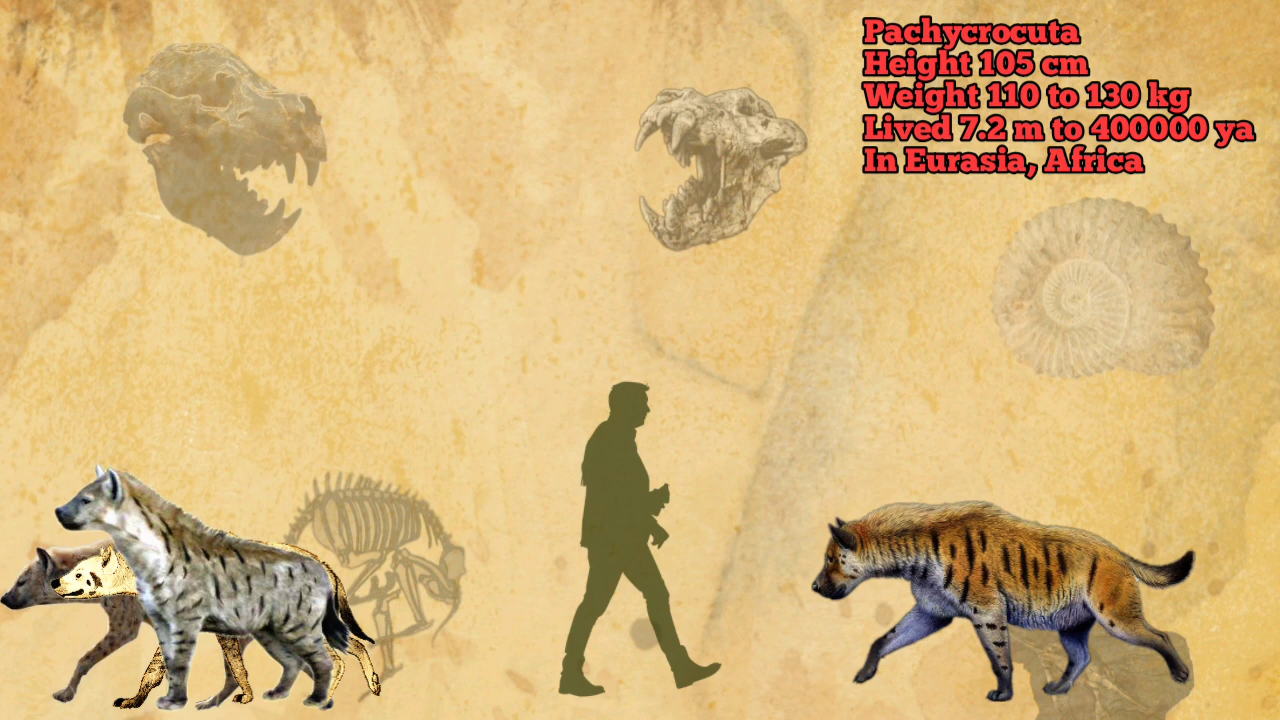 Pachycrocuta
Height 105 cm
Weight 110 to 130 kg
Lived 7.2 m to 400000 ya
In Eurasia, Africa